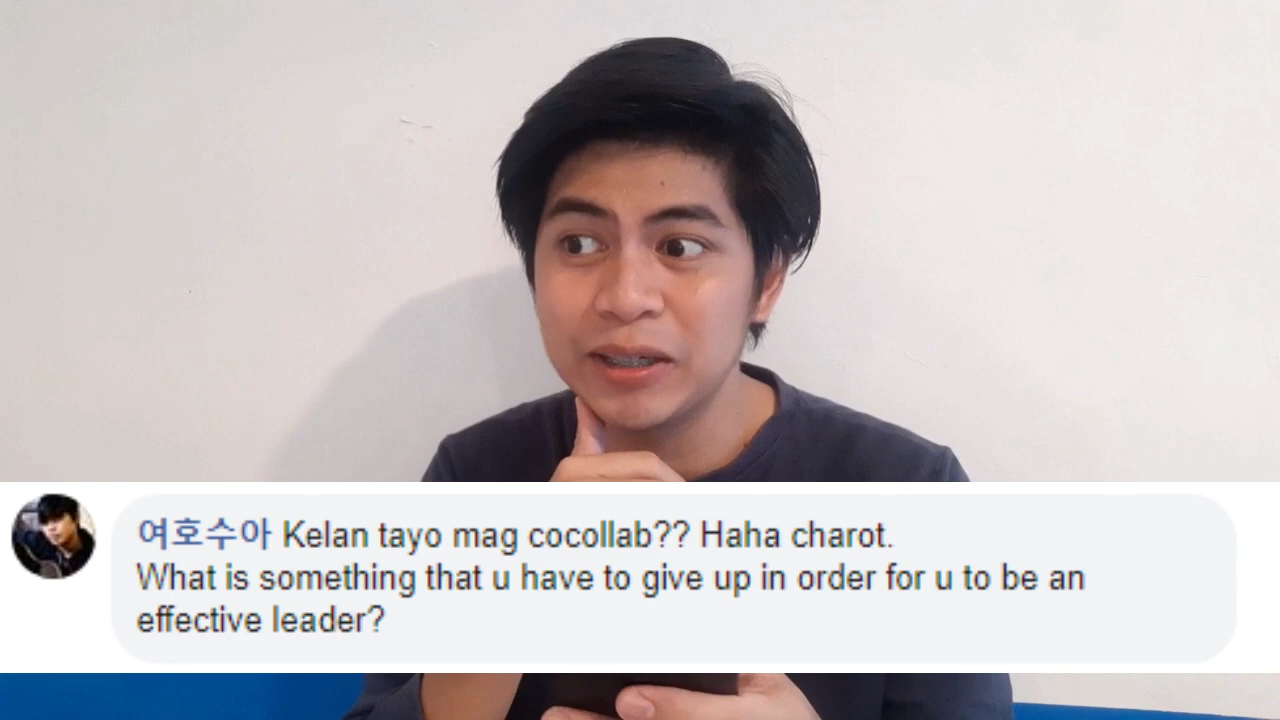 여호수아 Kelan tayo mag cocollab?? Haha charot.
What is something that u have to give up in order for u to be an
effective leader?